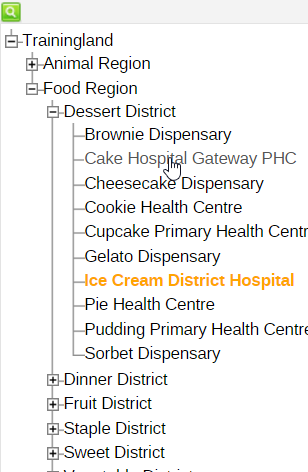 Trainingland
Animal Region
Food Region
Dessert District
Brownie Dispensary
Cake Hospital Gateway PHC
Cheesecake Dispensary
Cookie Health Centre
Cupcake Primary Health Centr
Gelato Dispensary
Ice Cream District Hospital
Pie Health Centre
Pudding Primary Health Centre
Sorbet Dispensary
Dinner District
Fruit District
Staple District
Sweet District